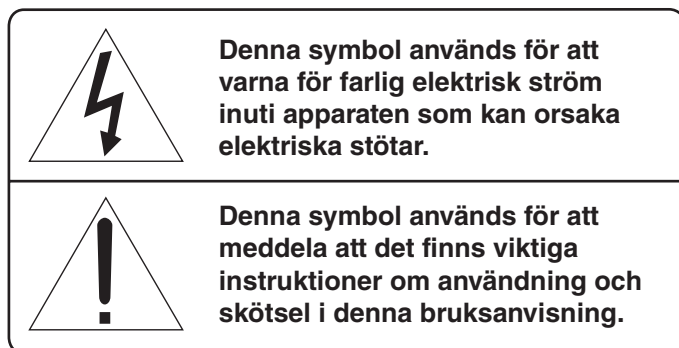 Denna symbol används för att
varna för farlig elektrisk ström
inuti apparaten som kan orsaka
elektriska stötar.
Denna symbol används för att
meddela att det finns viktiga
instruktioner om användning och
skötsel i denna bruksanvisning.